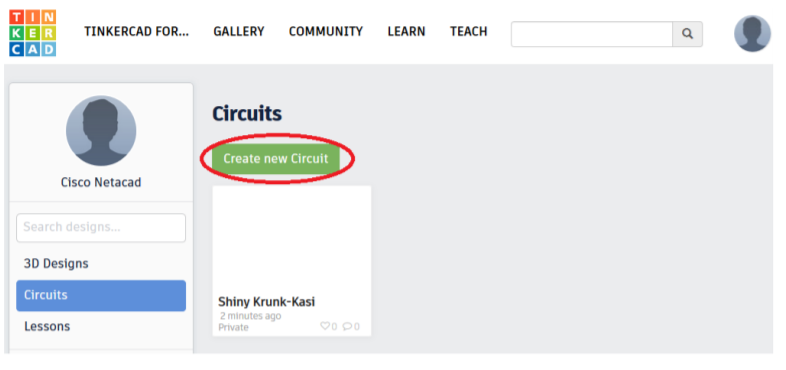 TIN
KER
CAD
TINKERCAD FOR... GALLERY COMMUNITY LEARN TEACH
Cisco Netacad
Search designs...
3D Designs
Circuits
Lessons
Circuits
Create new Circuit
Shiny Krunk-Kasi
2 minutes ago
Private 0 0